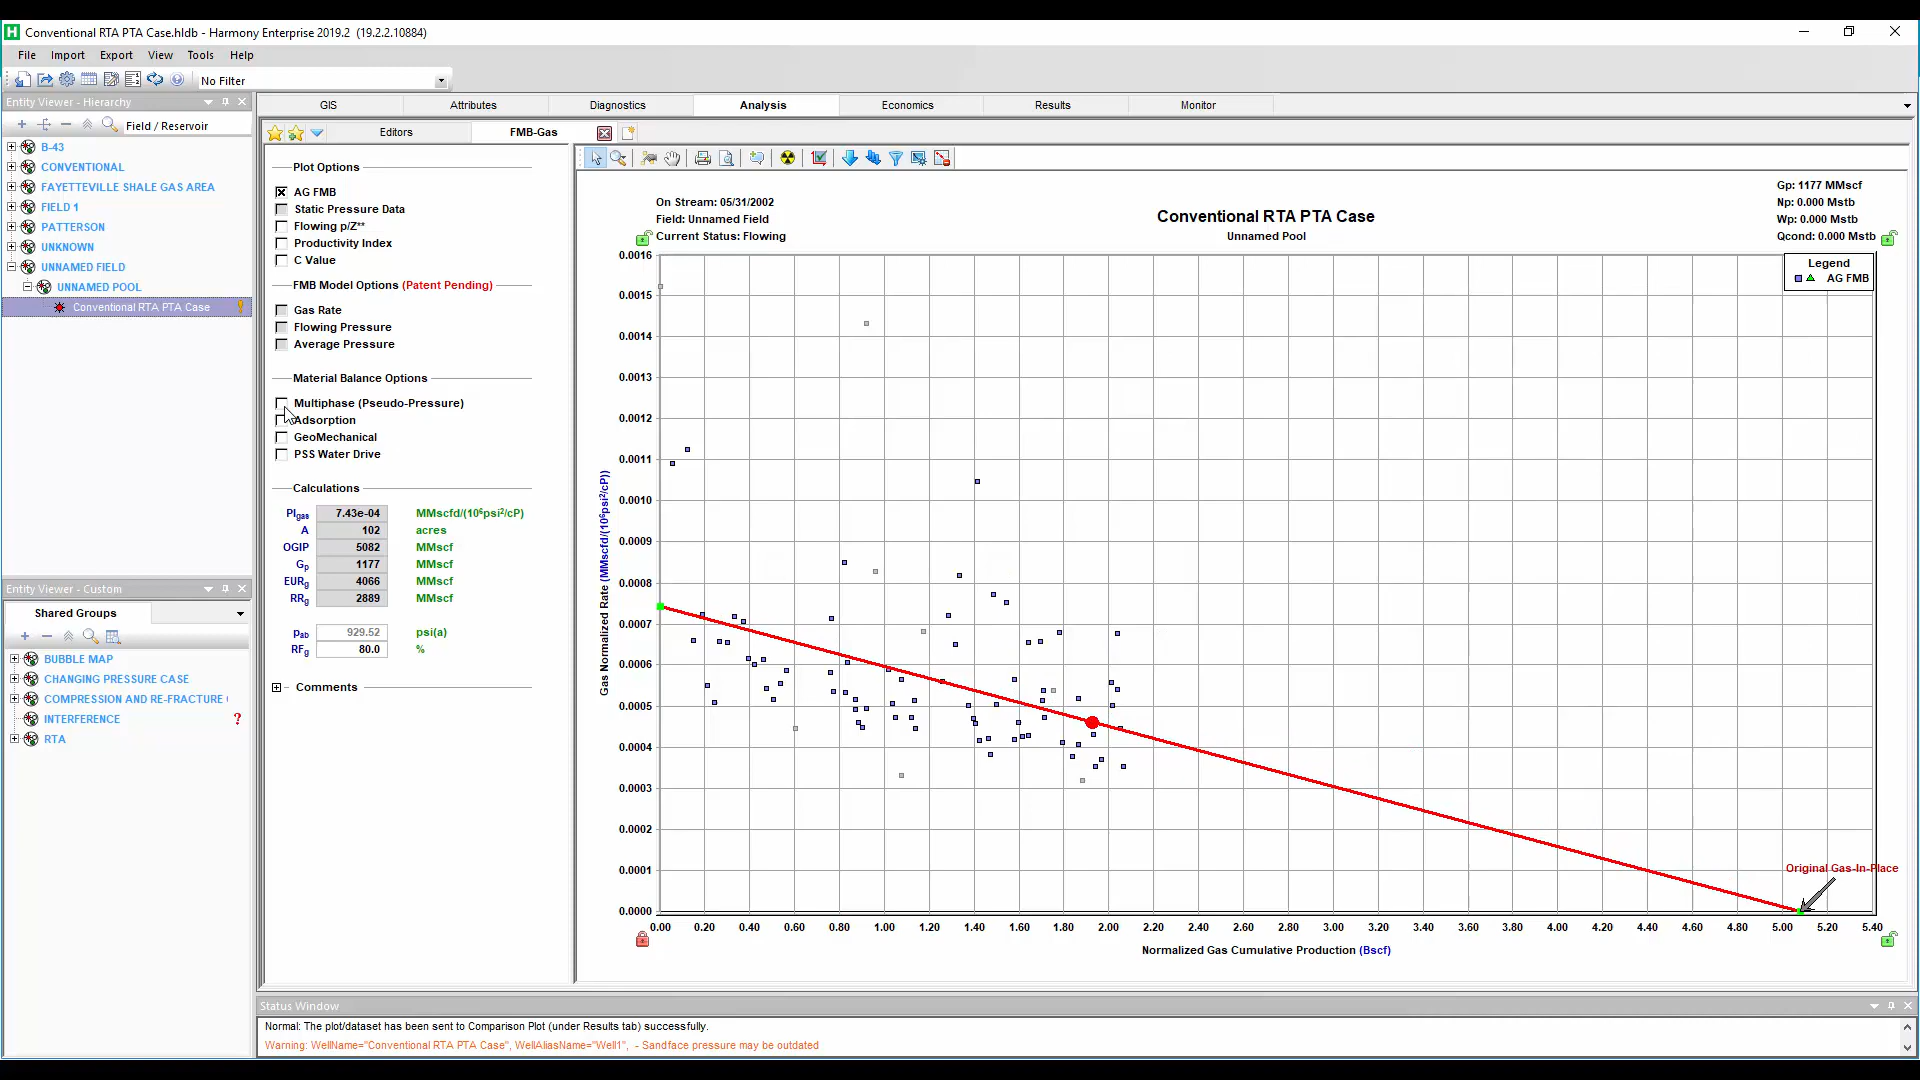 Conventional RTA PTA Case.hldb - Harmony Enterprise 2019.2 (19.2.2.10884)
File Import Export View Tools Help
No Filter
Entity Viewer - Hierarchy
Field / Reservoir
B-43
CONVENTIONAL
FAYETTEVILLE SHALE GAS AREA
FIELD 1
PATTERSON
UNKNOWN
UNNAMED FIELD
UNNAMED POOL
Conventional RTA PTA Case
Entity Viewer - Custom
Shared Groups
BUBBLE MAP
CHANGING PRESSURE CASE
COMPRESSION AND RE-FRACTURE
INTERFERENCE ?
RTA
GIS Attributes Diagnostics Analysis Economics Results Monitor
Editors FMB-Gas
Plot Options
AG FMB
Static Pressure Data
Flowing p/Z**
Productivity Index
C Value
FMB Model Options (Patent Pending)
Gas Rate
Flowing Pressure
Average Pressure
Material Balance Options
Multiphase (Pseudo-Pressure)
Adsorption
GeoMechanical
PSS Water Drive
Calculations
PIgas 7.43e-04 MMscfd/(10⁶psi²/cP)
A 102 acres
OGIP 5082 MMscf
Gp 1177 MMscf
EURg 4066 MMscf
RRg 2889 MMscf
pab 929.52 psi(a)
RFg 80.0 %
Comments
On Stream: 05/31/2002
Field: Unnamed Field
Current Status: Flowing
Conventional RTA PTA Case
Unnamed Pool
Gp: 1177 MMscf
Np: 0.000 Mstb
Wp: 0.000 Mstb
Qcond: 0.000 Mstb
Legend
AG FMB
0.0016
0.0015
0.0014
0.0013
0.0012
0.0011
0.0010
0.0009
0.0008
0.0007
0.0006
0.0005
0.0004
0.0003
0.0002
0.0001
0.0000
Gas Normalized Rate (MMscfd/(10⁶psi²/cP))
Original Gas-In-Place
0.00 0.20 0.40 0.60 0.80 1.00 1.20 1.40 1.60 1.80 2.00 2.20 2.40 2.60 2.80 3.00 3.20 3.40 3.60 3.80 4.00 4.20 4.40 4.60 4.80 5.00 5.20 5.40
Normalized Gas Cumulative Production (Bscf)
Status Window
Normal: The plot/dataset has been sent to Comparison Plot (under Results tab) successfully.
Warning: WellName="Conventional RTA PTA Case", WellAliasName="Well1", - Sandface pressure may be outdated